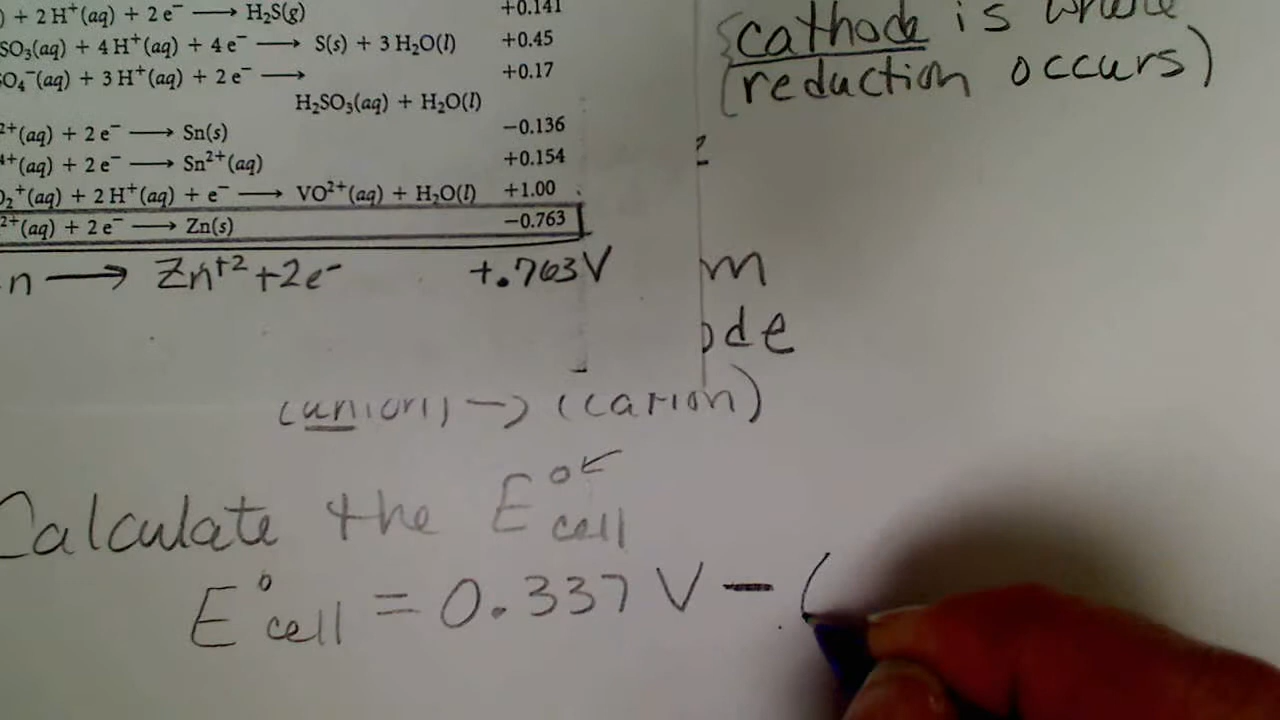 ) + 2 H⁺(aq) + 2 e⁻ ⟶ H₂S(g) +0.141
SO₃(aq) + 4 H⁺(aq) + 4 e⁻ ⟶ S(s) + 3 H₂O(l) +0.45
O₄⁻(aq) + 3 H⁺(aq) + 2 e⁻ ⟶ +0.17
H₂SO₃(aq) + H₂O(l)
²⁺(aq) + 2 e⁻ ⟶ Sn(s) −0.136
⁴⁺(aq) + 2 e⁻ ⟶ Sn²⁺(aq) +0.154
O₂⁺(aq) + 2 H⁺(aq) + e⁻ ⟶ VO²⁺(aq) + H₂O(l) +1.00
²⁺(aq) + 2 e⁻ ⟶ Zn(s) −0.763
n ⟶ Zn⁺² + 2e⁻ +.763V
cathode is where
(reduction occurs)
m
ode
(anion) → (cation)
Calculate the E°cell
E°cell = 0.337 V − (